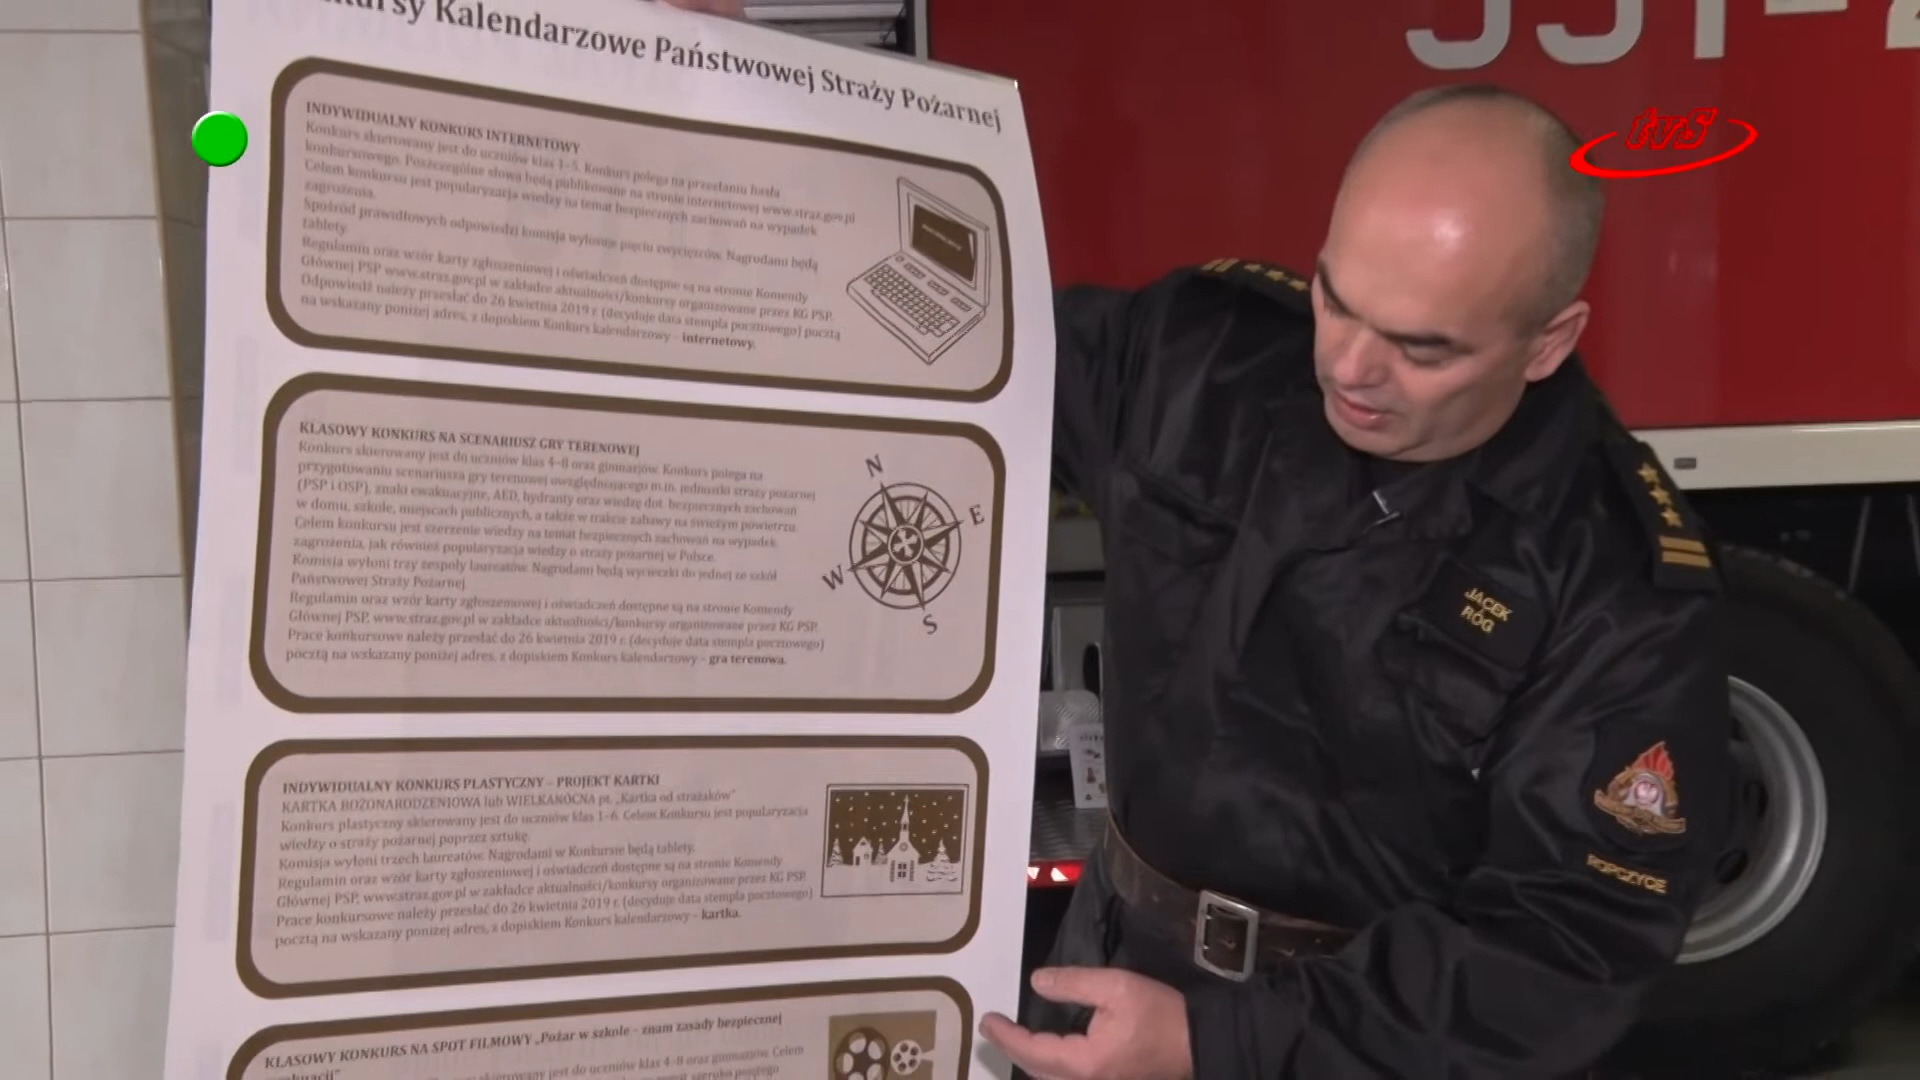 Kalendarzowe Państwowej Straży Pożarnej
INDYWIDUALNY KONKURS INTERNETOWY
Konkurs skierowany jest do uczniów klas 1-5. Konkurs polega na przesłaniu hasła
konkursowego. Poszczególne słowa będą publikowane na stronie internetowej www.straz.gov.pl
Celem konkursu jest popularyzacja wiedzy na temat bezpiecznych zachowań na wypadek
zagrożenia.
Spośród prawidłowych odpowiedzi komisja wylosuje pięciu zwycięzców. Nagrodami będą
tablety.
Regulamin oraz wzór karty zgłoszeniowej i oświadczeń dostępne są na stronie Komendy
Głównej PSP www.straz.gov.pl w zakładce aktualności/konkursy organizowane przez KG PSP.
Odpowiedź należy przesłać do 26 kwietnia 2019 r. (decyduje data stempla pocztowego) pocztą
na wskazany poniżej adres, z dopiskiem Konkurs kalendarzowy - internetowy.
KLASOWY KONKURS NA SCENARIUSZ GRY TERENOWEJ
Konkurs skierowany jest do uczniów klas 4-8 oraz gimnazjów. Konkurs polega na
przygotowaniu scenariusza gry terenowej uwzględniającego m.in. jednostki straży pożarnej
(PSP i OSP), znaki ewakuacyjne, AED, hydranty oraz wiedzę dot. bezpiecznych zachowań
w domu, szkole, miejscach publicznych, a także w trakcie zabawy na świeżym powietrzu.
Celem konkursu jest szerzenie wiedzy na temat bezpiecznych zachowań na wypadek
zagrożenia, jak również popularyzacja wiedzy o straży pożarnej w Polsce.
Komisja wyłoni trzy zespoły laureatów. Nagrodami będą wycieczki do jednej ze szkół
Państwowej Straży Pożarnej.
Regulamin oraz wzór karty zgłoszeniowej i oświadczeń dostępne są na stronie Komendy
Głównej PSP, www.straz.gov.pl w zakładce aktualności/konkursy organizowane przez KG PSP.
Prace konkursowe należy przesłać do 26 kwietnia 2019 r. (decyduje data stempla pocztowego)
pocztą na wskazany poniżej adres, z dopiskiem Konkurs kalendarzowy - gra terenowa.
N
E
W
S
INDYWIDUALNY KONKURS PLASTYCZNY – PROJEKT KARTKI
KARTKA BOŻONARODZENIOWA lub WIELKANOCNA pt. „Kartka od strażaków"
Konkurs plastyczny skierowany jest do uczniów klas 1-6. Celem Konkursu jest popularyzacja
wiedzy o straży pożarnej poprzez sztukę.
Komisja wyłoni trzech laureatów. Nagrodami w Konkursie będą tablety.
Regulamin oraz wzór karty zgłoszeniowej i oświadczeń dostępne są na stronie Komendy
Głównej PSP, www.straz.gov.pl w zakładce aktualności/konkursy organizowane przez KG PSP.
Prace konkursowe należy przesłać do 26 kwietnia 2019 r. (decyduje data stempla pocztowego)
pocztą na wskazany poniżej adres, z dopiskiem Konkurs kalendarzowy - kartka.
KLASOWY KONKURS NA SPOT FILMOWY „Pożar w szkole - znam zasady bezpiecznej
skierowany jest do uczniów klas 4-8 oraz gimnazjów. Celem
tvs
JACEK
RÓG
ROPCZYCE